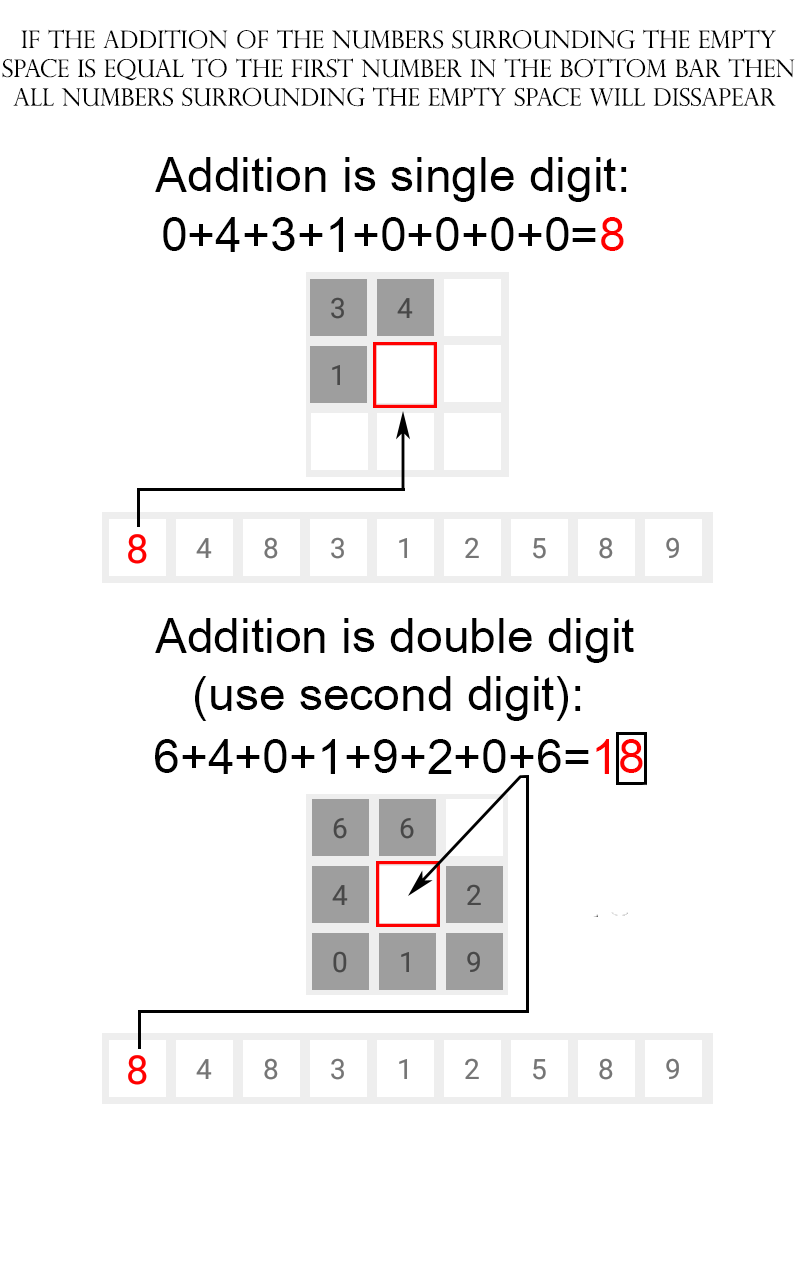 IF THE ADDITION OF THE NUMBERS SURROUNDING THE EMPTY
SPACE IS EQUAL TO THE FIRST NUMBER IN THE BOTTOM BAR THEN
ALL NUMBERS SURROUNDING THE EMPTY SPACE WILL DISSAPEAR
Addition is single digit:
0+4+3+1+0+0+0+0=8
3 4
1
8 4 8 3 1 2 5 8 9
Addition is double digit
(use second digit):
6+4+0+1+9+2+0+6=18
6 6
4 2
0 1 9
8 4 8 3 1 2 5 8 9